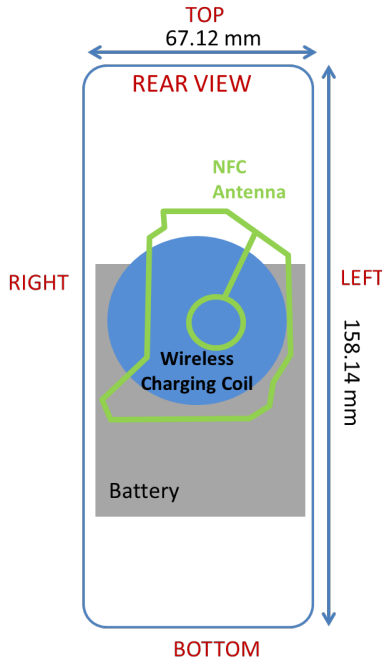 TOP
67.12 mm
REAR VIEW
NFC
Antenna
RIGHT
LEFT
158.14 mm
Wireless
Charging Coil
Battery
BOTTOM